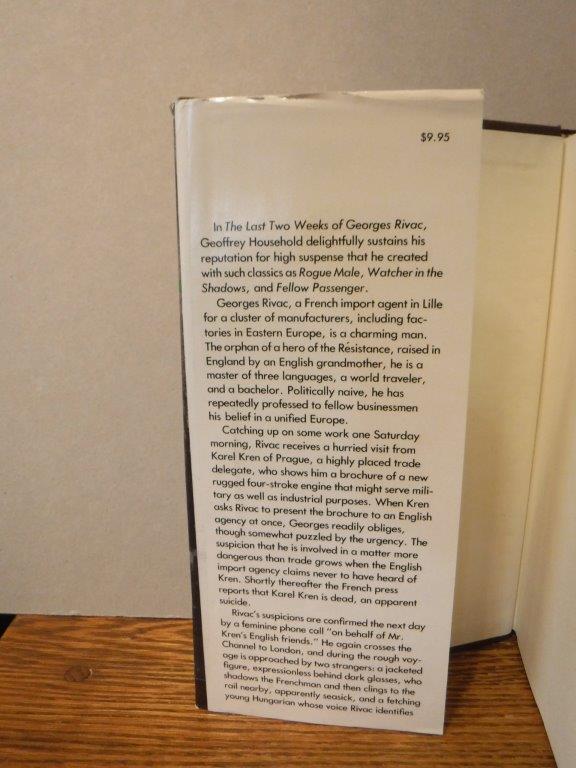 $9.95
In The Last Two Weeks of Georges Rivac,
Geoffrey Household delightfully sustains his
reputation for high suspense that he created
with such classics as Rogue Male, Watcher in the
Shadows, and Fellow Passenger.
Georges Rivac, a French import agent in Lille
for a cluster of manufacturers, including fac-
tories in Eastern Europe, is a charming man.
The orphan of a hero of the Résistance, raised in
England by an English grandmother, he is a
master of three languages, a world traveler,
and a bachelor. Politically naive, he has
repeatedly professed to fellow businessmen
his belief in a unified Europe.
Catching up on some work one Saturday
morning, Rivac receives a hurried visit from
Karel Kren of Prague, a highly placed trade
delegate, who shows him a brochure of a new
rugged four-stroke engine that might serve mili-
tary as well as industrial purposes. When Kren
asks Rivac to present the brochure to an English
agency at once, Georges readily obliges,
though somewhat puzzled by the urgency. The
suspicion that he is involved in a matter more
dangerous than trade grows when the English
import agency claims never to have heard of
Kren. Shortly thereafter the French press
reports that Karel Kren is dead, an apparent
suicide.
Rivac's suspicions are confirmed the next day
by a feminine phone call "on behalf of Mr.
Kren's English friends." He again crosses the
Channel to London, and during the rough voy-
age is approached by two strangers: a jacketed
figure, expressionless behind dark glasses, who
shadows the Frenchman and then clings to the
rail nearby, apparently seasick, and a fetching
young Hungarian whose voice Rivac identifies